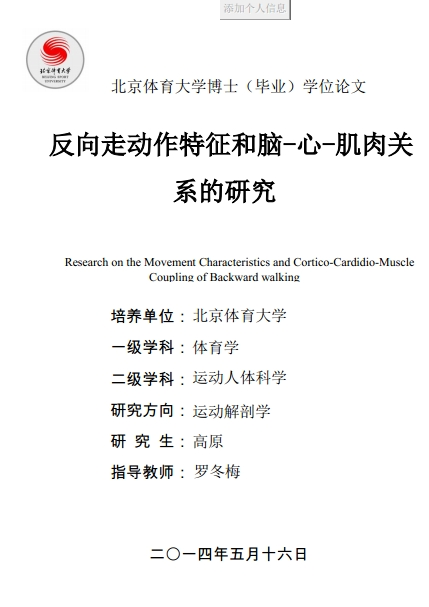 添加个人信息
北京体育大学
BEIJING SPORT UNIVERSITY
北京体育大学博士（毕业）学位论文
反向走动作特征和脑-心-肌肉关
系的研究
Research on the Movement Characteristics and Cortico-Cardidio-Muscle
Coupling of Backward walking
培养单位：北京体育大学
一级学科：体育学
二级学科：运动人体科学
研究方向：运动解剖学
研 究 生：高原
指导教师：罗冬梅
二〇一四年五月十六日